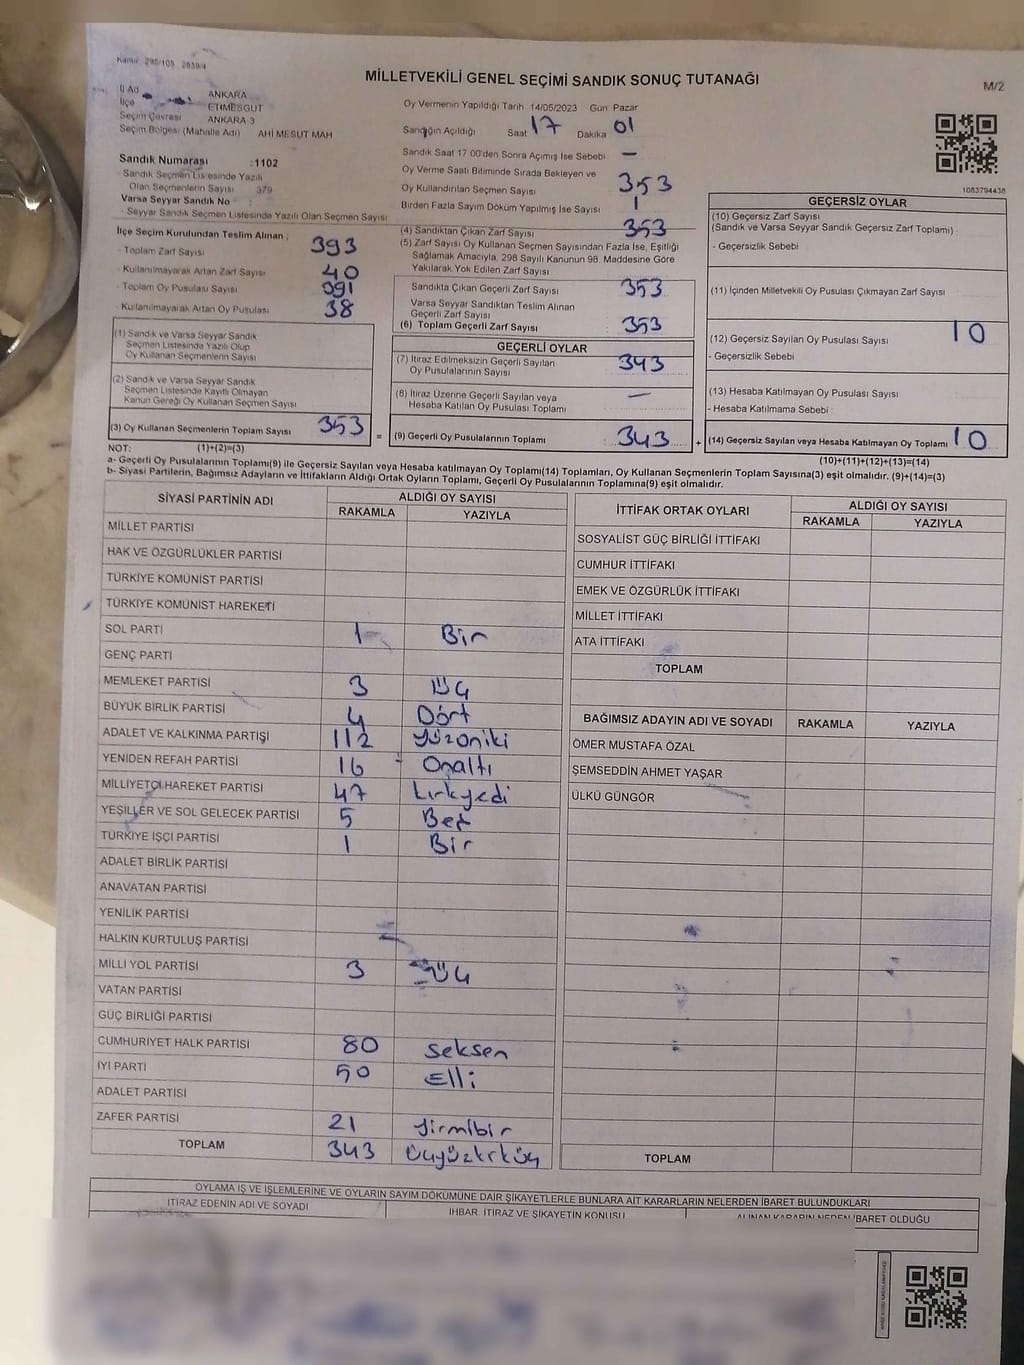 Kanun 298/105 2839/4
MİLLETVEKİLİ GENEL SEÇİMİ SANDIK SONUÇ TUTANAĞI
M/2
İl Adı ANKARA
İlçe ETİMESGUT
Seçim Çevresi ANKARA-3
Seçim Bölgesi (Mahalle Adı) AHİ MESUT MAH
Oy Vermenin Yapıldığı Tarih 14/05/2023 Gün Pazar
Sandığın Açıldığı Saat 17 Dakika 01
Sandık Saat 17:00'den Sonra Açımış İse Sebebi —
Oy Verme Saati Bitiminde Sırada Bekleyen ve
Oy Kullandırılan Seçmen Sayısı 353
Birden Fazla Sayım Döküm Yapılmış İse Sayısı 1
1083794438
Sandık Numarası :1102
- Sandık Seçmen Listesinde Yazılı
Olan Seçmenlerin Sayısı 379
Varsa Seyyar Sandık No :
- Seyyar Sandık Seçmen Listesinde Yazılı Olan Seçmen Sayısı
İlçe Seçim Kurulundan Teslim Alınan :
- Toplam Zarf Sayısı 393
- Kullanılmayarak Artan Zarf Sayısı 40
- Toplam Oy Pusulası Sayısı 391
- Kullanılmayarak Artan Oy Pusulası 38
(1) Sandık ve Varsa Seyyar Sandık
Seçmen Listesinde Yazılı Olup
Oy Kullanan Seçmenlerin Sayısı
(2) Sandık ve Varsa Seyyar Sandık
Seçmen Listesinde Kayıtlı Olmayan
Kanun Gereği Oy Kullanan Seçmen Sayısı
(3) Oy Kullanan Seçmenlerin Toplam Sayısı 353 =
(4) Sandıktan Çıkan Zarf Sayısı 353
(5) Zarf Sayısı Oy Kullanan Seçmen Sayısından Fazla İse, Eşitliği
Sağlamak Amacıyla, 298 Sayılı Kanunun 98. Maddesine Göre
Yakılarak Yok Edilen Zarf Sayısı
Sandıkta Çıkan Geçerli Zarf Sayısı 353
Varsa Seyyar Sandıktan Teslim Alınan
Geçerli Zarf Sayısı
(6) Toplam Geçerli Zarf Sayısı 353
GEÇERLİ OYLAR
(7) İtiraz Edilmeksizin Geçerli Sayılan
Oy Pusulalarının Sayısı 343
(8) İtiraz Üzerine Geçerli Sayılan veya
Hesaba Katılan Oy Pusulası Toplamı —
(9) Geçerli Oy Pusulalarının Toplamı 343 +
GEÇERSİZ OYLAR
(10) Geçersiz Zarf Sayısı
(Sandık ve Varsa Seyyar Sandık Geçersiz Zarf Toplamı)
- Geçersizlik Sebebi
(11) İçinden Milletvekili Oy Pusulası Çıkmayan Zarf Sayısı
(12) Geçersiz Sayılan Oy Pusulası Sayısı 10
- Geçersizlik Sebebi
(13) Hesaba Katılmayan Oy Pusulası Sayısı
- Hesaba Katılmama Sebebi
(14) Geçersiz Sayılan veya Hesaba Katılmayan Oy Toplamı 10
NOT: (1)+(2)=(3) (10)+(11)+(12)+(13)=(14)
a- Geçerli Oy Pusulalarının Toplamı(9) ile Geçersiz Sayılan veya Hesaba katılmayan Oy Toplamı(14) Toplamları, Oy Kullanan Seçmenlerin Toplam Sayısına(3) eşit olmalıdır. (9)+(14)=(3)
b- Siyasi Partilerin, Bağımsız Adayların ve İttifakların Aldığı Ortak Oyların Toplamı, Geçerli Oy Pusulalarının Toplamına(9) eşit olmalıdır.
SİYASİ PARTİNİN ADI ALDIĞI OY SAYISI
RAKAMLA YAZIYLA
MİLLET PARTİSİ
HAK VE ÖZGÜRLÜKLER PARTİSİ
TÜRKİYE KOMÜNİST PARTİSİ
TÜRKİYE KOMÜNİST HAREKETİ
SOL PARTİ 1 Bir
GENÇ PARTİ
MEMLEKET PARTİSİ 3 Üç
BÜYÜK BİRLİK PARTİSİ 4 Dört
ADALET VE KALKINMA PARTİSİ 112 Yüzoniki
YENİDEN REFAH PARTİSİ 16 Onaltı
MİLLİYETÇİ HAREKET PARTİSİ 47 kırkyedi
YEŞİLLER VE SOL GELECEK PARTİSİ 5 Beş
TÜRKİYE İŞÇİ PARTİSİ 1 Bir
ADALET BİRLİK PARTİSİ
ANAVATAN PARTİSİ
YENİLİK PARTİSİ
HALKIN KURTULUŞ PARTİSİ
MİLLİ YOL PARTİSİ 3 Üç
VATAN PARTİSİ
GÜÇ BİRLİĞİ PARTİSİ
CUMHURİYET HALK PARTİSİ 80 seksen
İYİ PARTİ 50 Elli
ADALET PARTİSİ
ZAFER PARTİSİ 21 Yirmibir
TOPLAM 343 Üçyüzkırküç
İTTİFAK ORTAK OYLARI ALDIĞI OY SAYISI
RAKAMLA YAZIYLA
SOSYALİST GÜÇ BİRLİĞİ İTTİFAKI
CUMHUR İTTİFAKI
EMEK VE ÖZGÜRLÜK İTTİFAKI
MİLLET İTTİFAKI
ATA İTTİFAKI
TOPLAM
BAĞIMSIZ ADAYIN ADI VE SOYADI RAKAMLA YAZIYLA
ÖMER MUSTAFA ÖZAL
ŞEMSEDDİN AHMET YAŞAR
ÜLKÜ GÜNGÖR
TOPLAM
OYLAMA İŞ VE İŞLEMLERİNE VE OYLARIN SAYIM DÖKÜMÜNE DAİR ŞİKAYETLERLE BUNLARA AİT KARARLARIN NELERDEN İBARET BULUNDUKLARI
İTİRAZ EDENİN ADI VE SOYADI İHBAR, İTİRAZ VE ŞİKAYETİN KONUSU ALINAN KARARIN NEDEN İBARET OLDUĞU